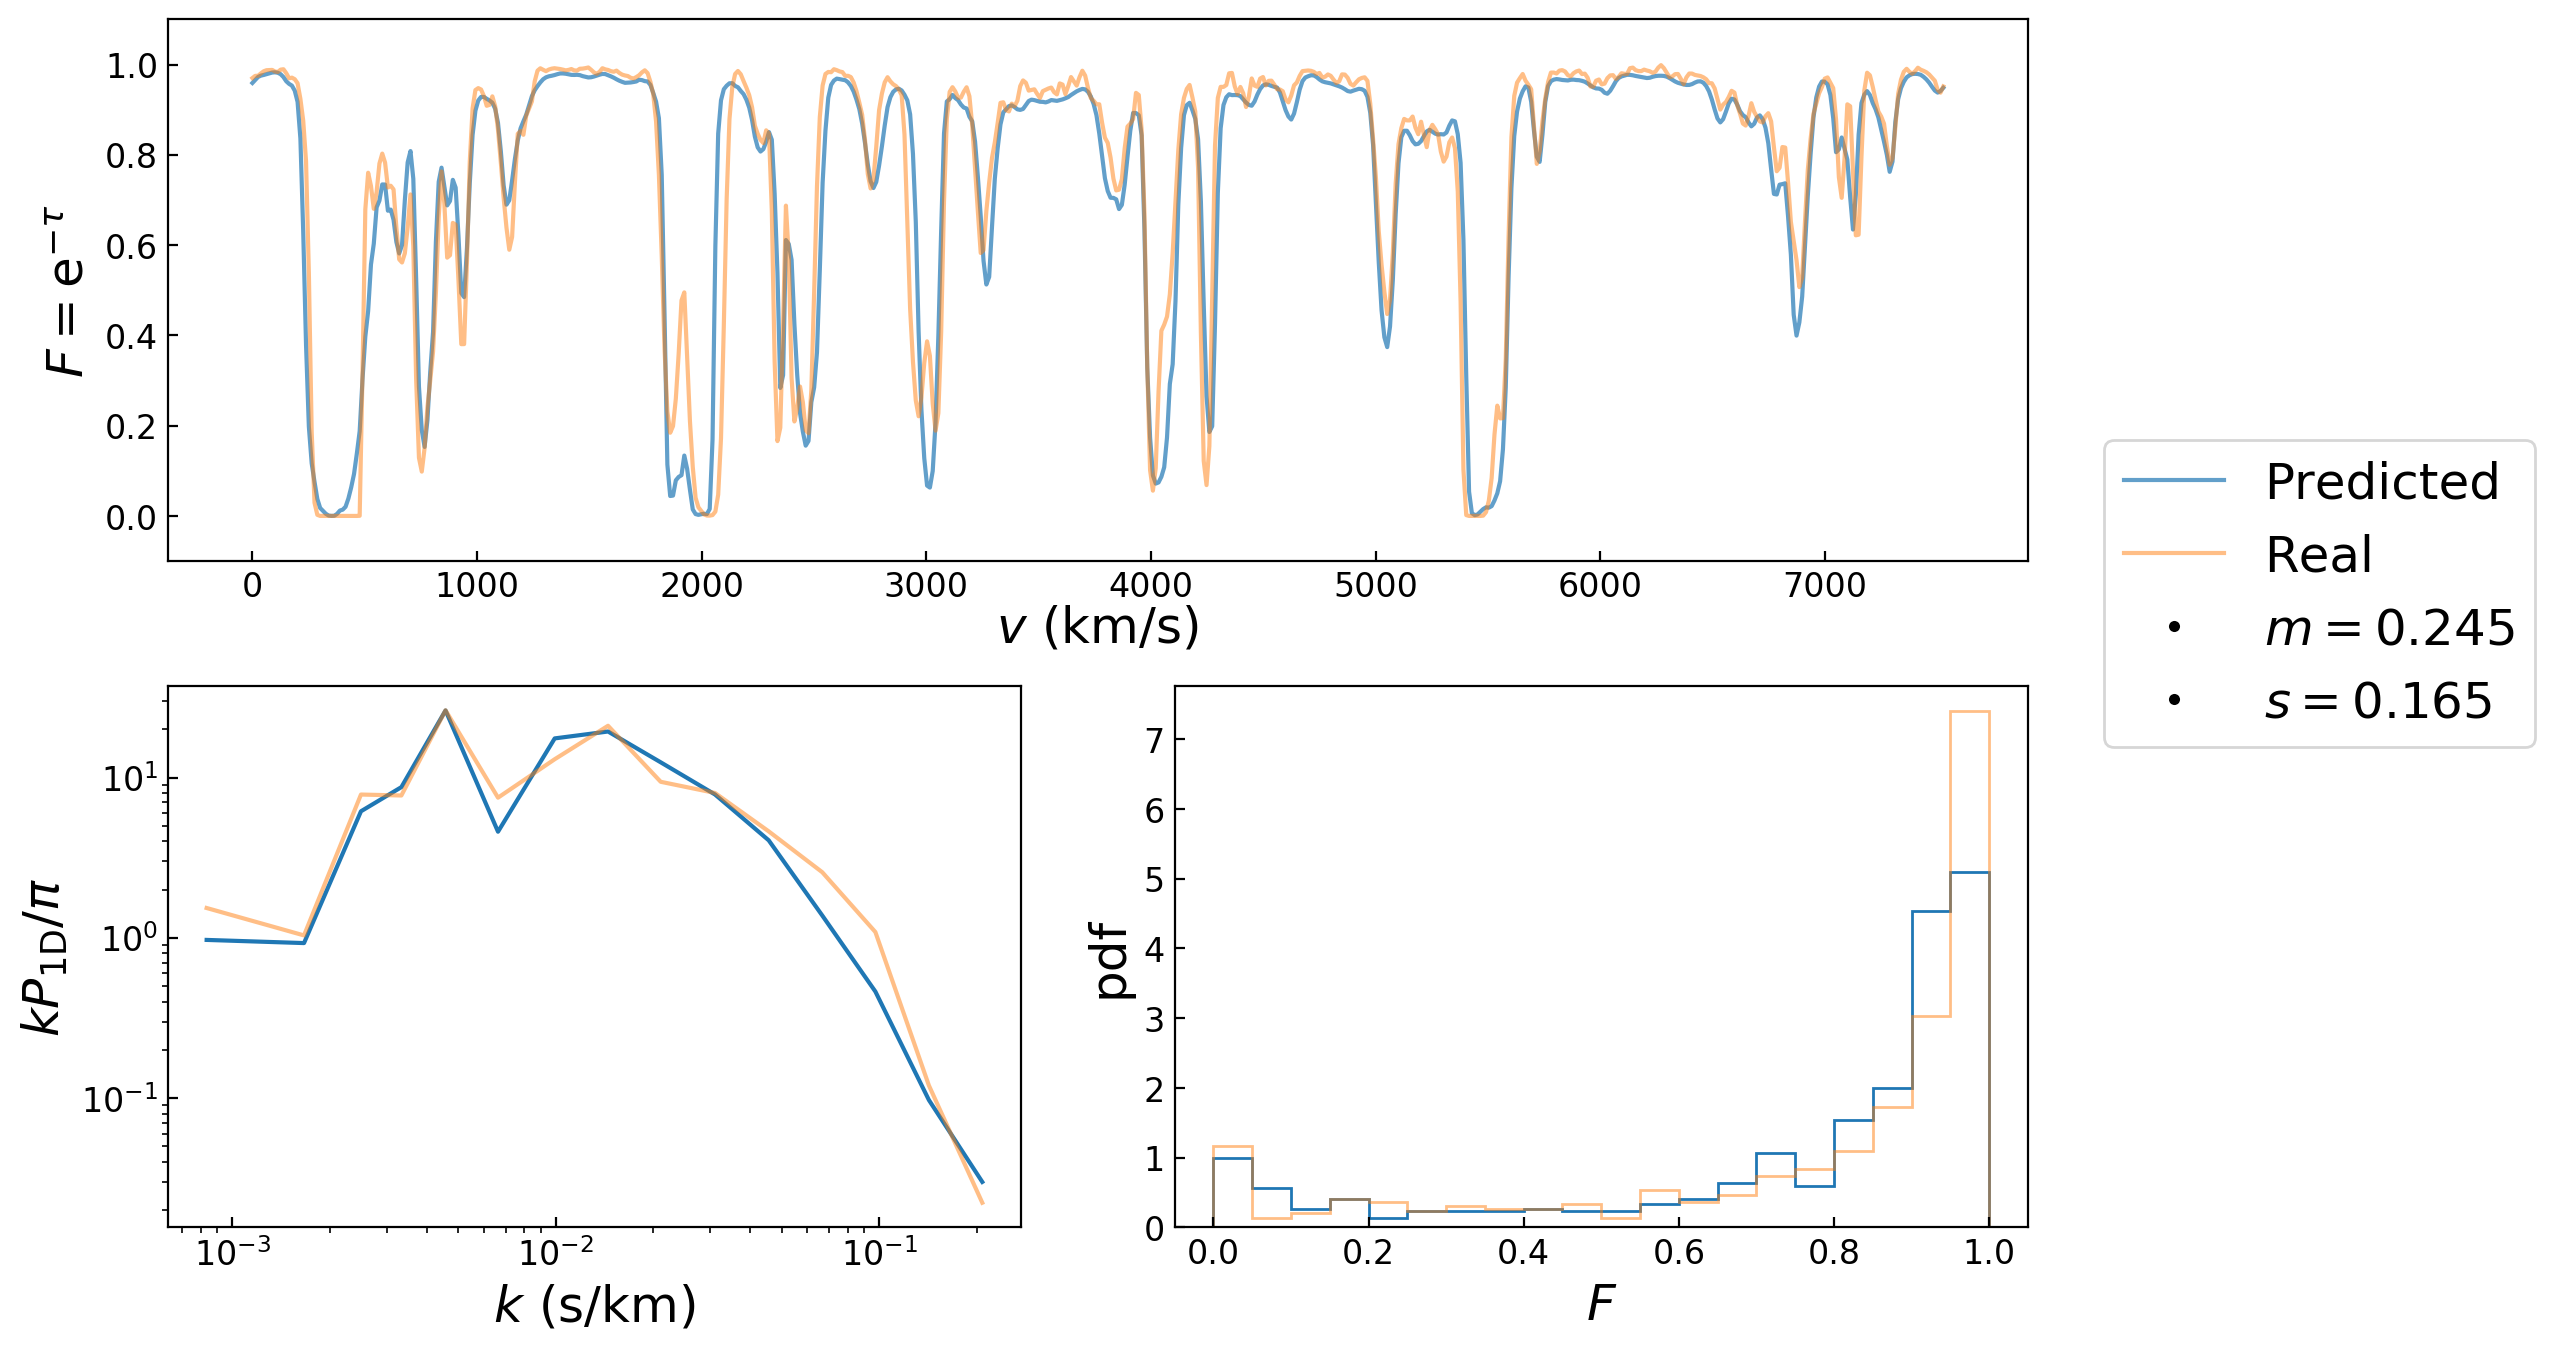 F = e^{-τ}
1.0
0.8
0.6
0.4
0.2
0.0
0 1000 2000 3000 4000 5000 6000 7000
v (km/s)
Predicted
Real
m = 0.245
s = 0.165
kP_{1D}/π
10^1
10^0
10^{-1}
10^{-3} 10^{-2} 10^{-1}
k (s/km)
pdf
7
6
5
4
3
2
1
0
0.0 0.2 0.4 0.6 0.8 1.0
F